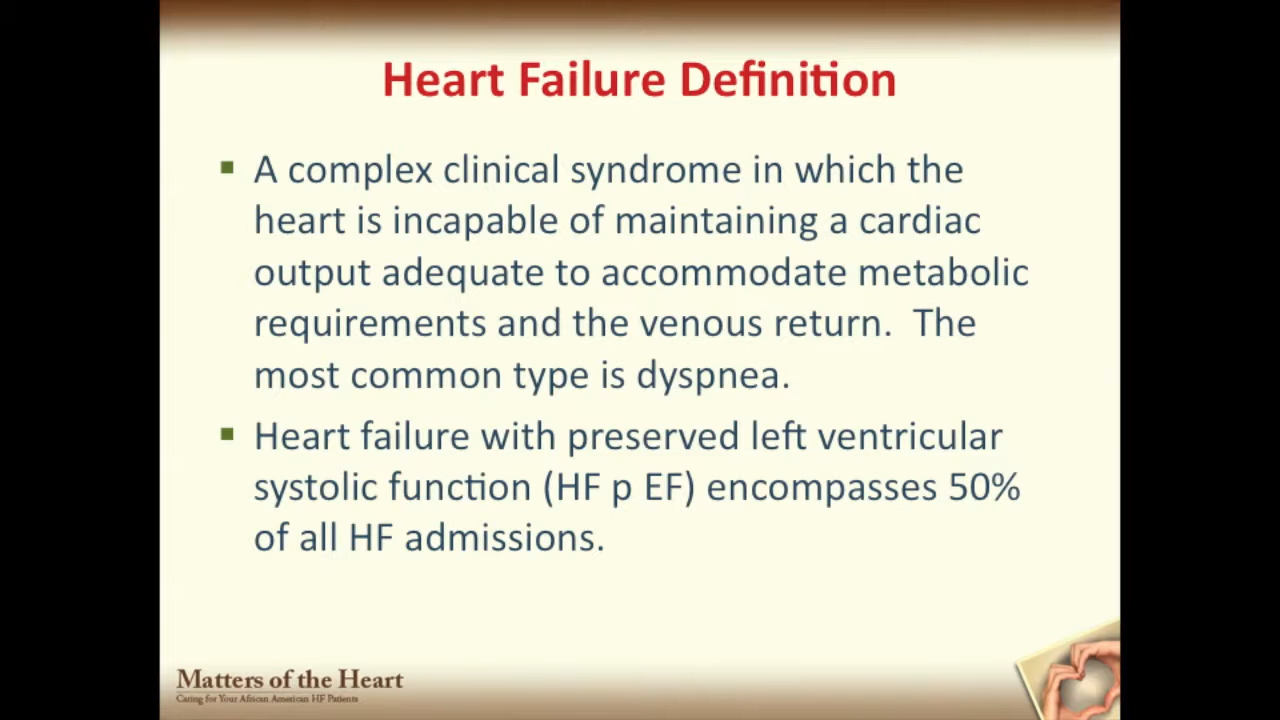 Heart Failure Definition
▪ A complex clinical syndrome in which the
heart is incapable of maintaining a cardiac
output adequate to accommodate metabolic
requirements and the venous return.  The
most common type is dyspnea.
▪ Heart failure with preserved left ventricular
systolic function (HF p EF) encompasses 50%
of all HF admissions.
Matters of the Heart
Caring for Your African American HF Patients